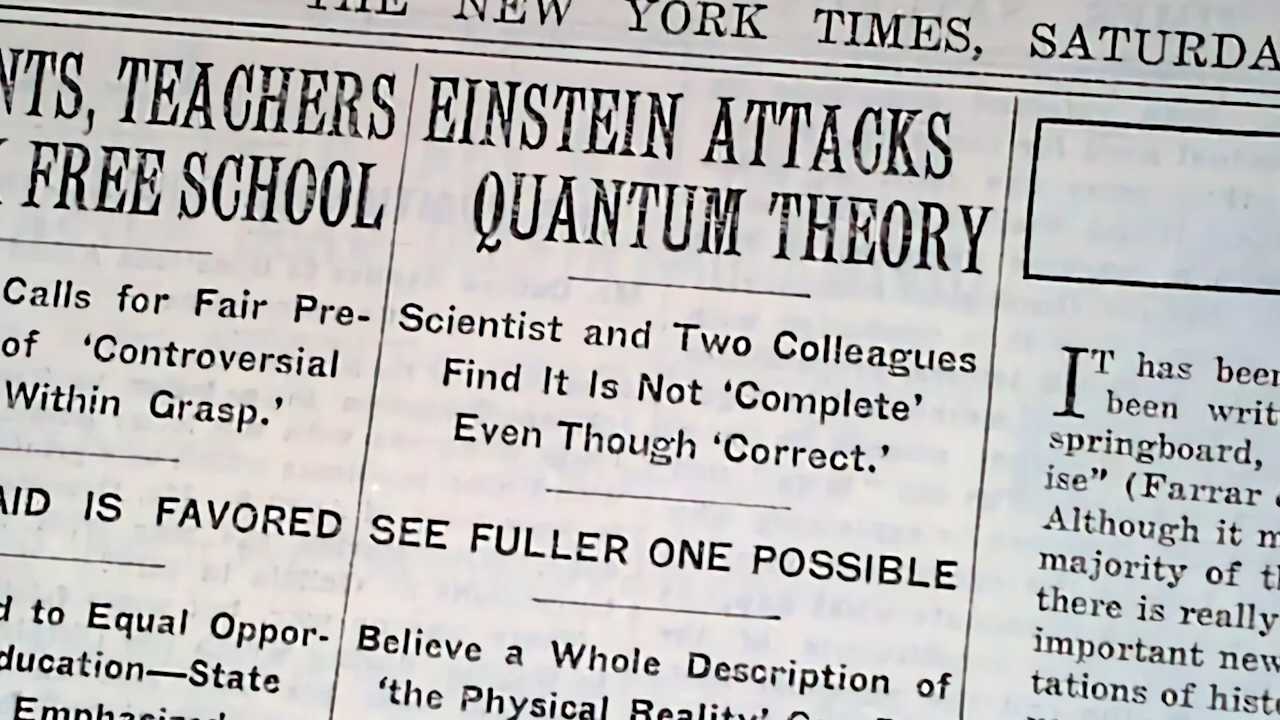 THE NEW YORK TIMES, SATURDA
NTS, TEACHERS
FREE SCHOOL
Calls for Fair Pre-
of 'Controversial
Within Grasp.'
AID IS FAVORED
d to Equal Oppor-
ducation—State
Emphasized
EINSTEIN ATTACKS
QUANTUM THEORY
Scientist and Two Colleagues
Find It Is Not 'Complete'
Even Though 'Correct.'
SEE FULLER ONE POSSIBLE
Believe a Whole Description of
'the Physical Reality'
IT has been
been writ
springboard,
ise" (Farrar
Although it m
majority of th
there is really
important new
tations of hist